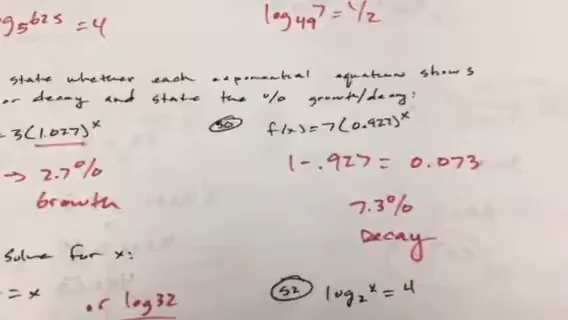 g₅625 = 4
log₄₉7 = 1/2
state whether each exponential equation shows
or decay and state the % growth/decay:
= 3(1.027)^x
50 f(x) = 7(0.927)^x
→ 2.7%
Growth
1 - .927 = 0.073
7.3%
Decay
Solve for x:
= x
or log32
52 log₂x = 4